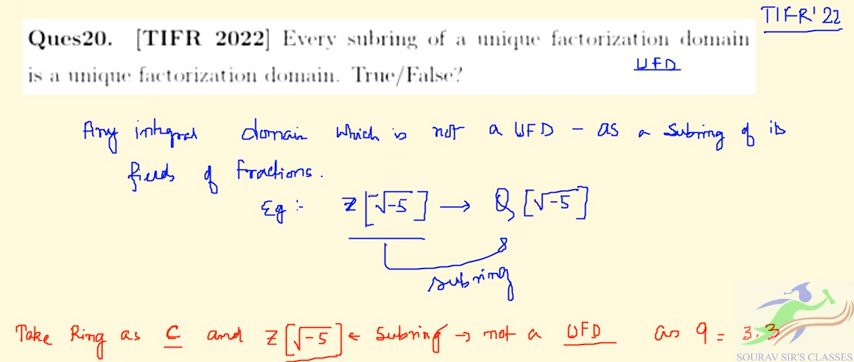 TIFR'22
Ques20. [TIFR 2022] Every subring of a unique factorization domain
is a unique factorization domain. True/False?
UFD
Any integral domain which is not a UFD - as a subring of its
fields of fractions.
Eg :- Z[√-5] → Q[√-5]
subring
Take Ring as C and Z[√-5] ← subring → not a UFD as 9 = 3.3
SOURAV SIR'S CLASSES